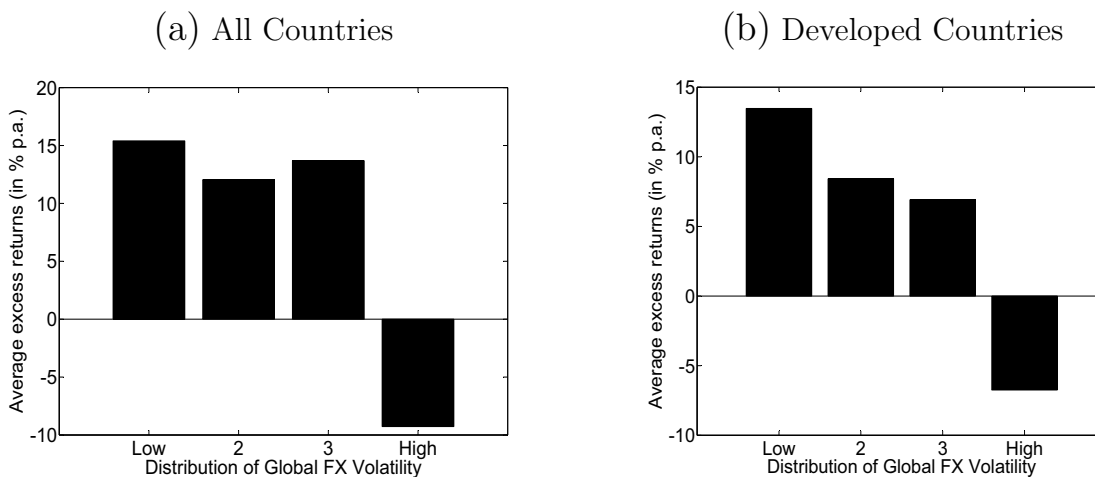 (a) All Countries
20
15
10
5
0
-5
-10
Average excess returns (in % p.a.)
Low 2 3 High
Distribution of Global FX Volatility
(b) Developed Countries
15
10
5
0
-5
-10
Average excess returns (in % p.a.)
Low 2 3 High
Distribution of Global FX Volatility